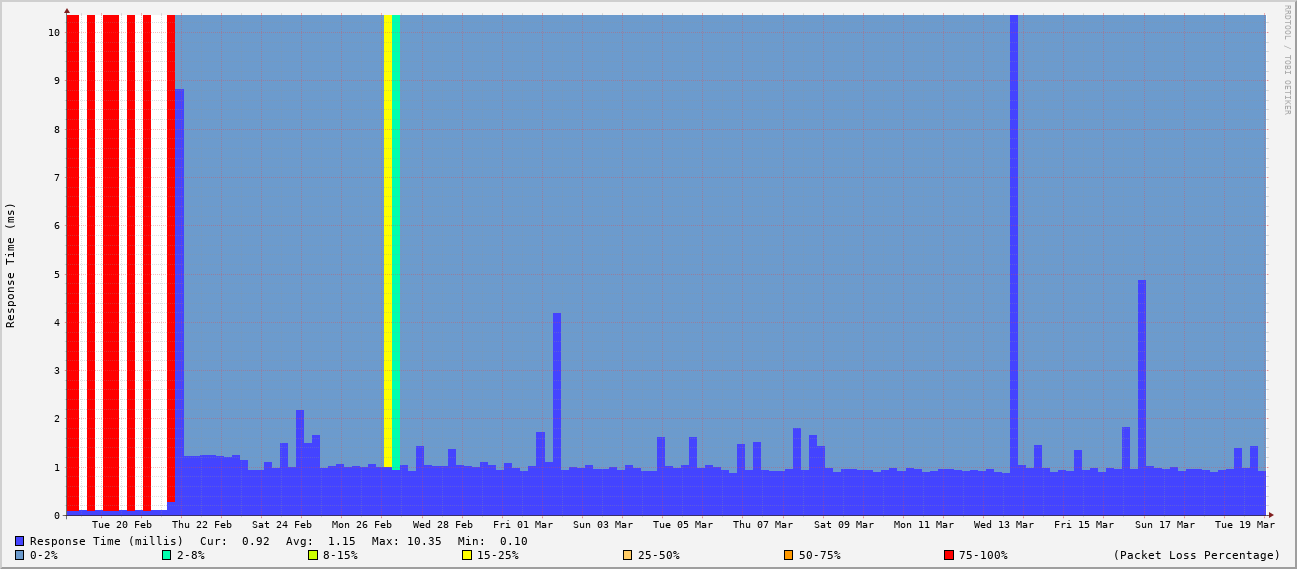 RRDTOOL / TOBI OETIKER
Response Time (ms)
10
9
8
7
6
5
4
3
2
1
0
Tue 20 Feb Thu 22 Feb Sat 24 Feb Mon 26 Feb Wed 28 Feb Fri 01 Mar Sun 03 Mar Tue 05 Mar Thu 07 Mar Sat 09 Mar Mon 11 Mar Wed 13 Mar Fri 15 Mar Sun 17 Mar Tue 19 Mar
Response Time (millis) Cur: 0.92 Avg: 1.15 Max: 10.35 Min: 0.10
0-2% 2-8% 8-15% 15-25% 25-50% 50-75% 75-100% (Packet Loss Percentage)